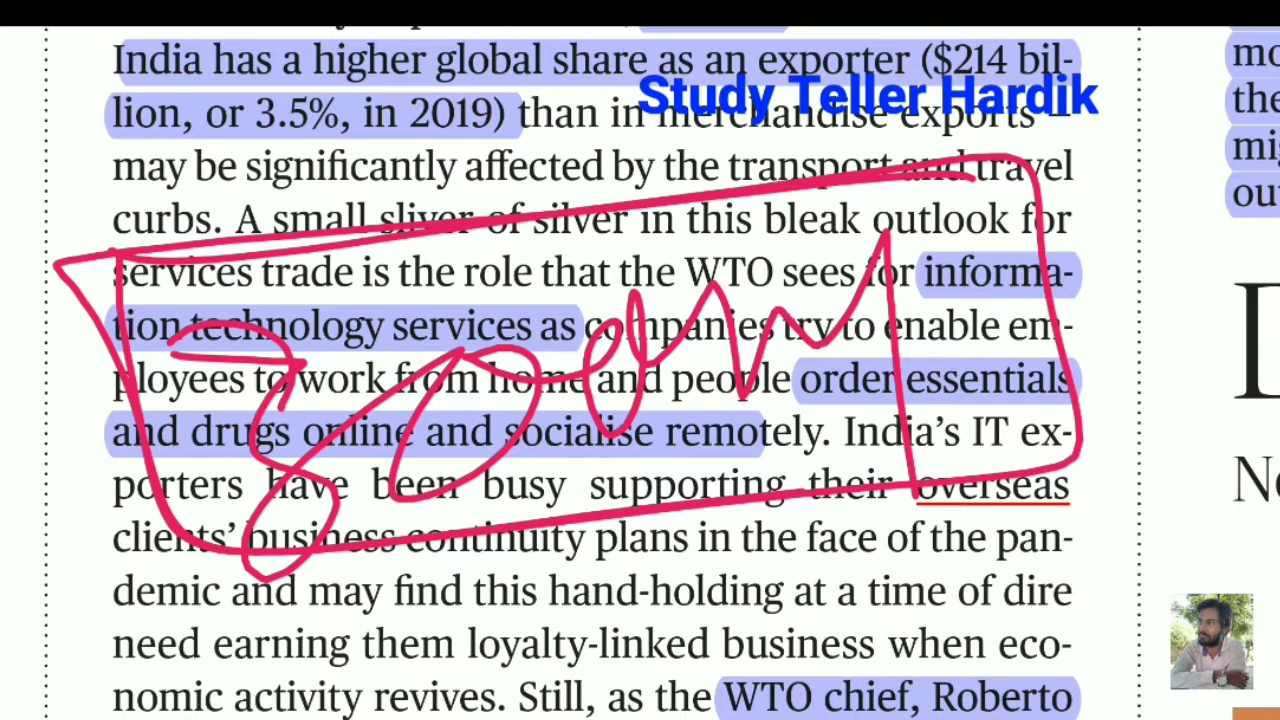 India has a higher global share as an exporter ($214 bil-
Study Teller Hardik
lion, or 3.5%, in 2019) than in merchandise exports –
may be significantly affected by the transport and travel
curbs. A small sliver of silver in this bleak outlook for
services trade is the role that the WTO sees for informa-
tion technology services as companies try to enable em-
ployees to work from home and people order essentials
and drugs online and socialise remotely. India's IT ex-
porters have been busy supporting their overseas
clients' business continuity plans in the face of the pan-
demic and may find this hand-holding at a time of dire
need earning them loyalty-linked business when eco-
nomic activity revives. Still, as the WTO chief, Roberto
mo
the
mis
out